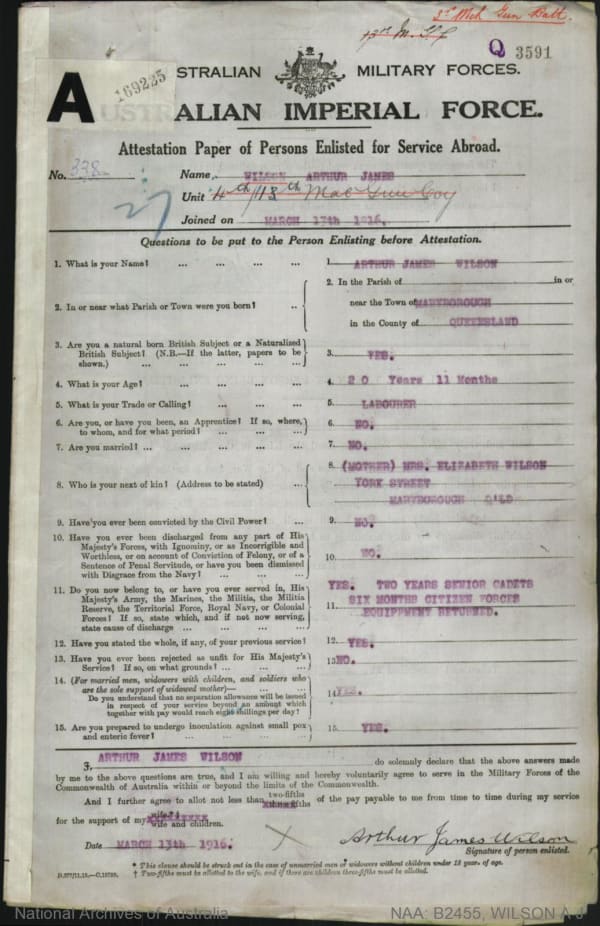 3rd Mch Gun Batt.
Q 3591
169225
A
STRALIAN MILITARY FORCES.
AUSTRALIAN IMPERIAL FORCE.
Attestation Paper of Persons Enlisted for Service Abroad.
No. 338 Name WILSON ARTHUR JAMES
27 Unit 4th/13th Mac Gun Coy
Joined on MARCH 13th 1916.
Questions to be put to the Person Enlisting before Attestation.
1. What is your Name? ... ... ... ... 1. ARTHUR JAMES WILSON
2. In or near what Parish or Town were you born? .. 2. In the Parish of in or
near the Town of MARYBOROUGH
in the County of QUEENSLAND
3. Are you a natural born British Subject or a Naturalized
British Subject? (N.B.—If the latter, papers to be
shown.) ... ... ... ... ... 3. YES.
4. What is your Age? ... ... ... ... 4. 20 Years 11 Months
5. What is your Trade or Calling? ... ... ... 5. LABOURER
6. Are you, or have you been, an Apprentice? If so, where,
to whom, and for what period? ... ... ... 6. NO.
7. Are you married? ... ... ... ... 7. NO.
8. Who is your next of kin? (Address to be stated) ... 8. (MOTHER) MRS. ELIZABETH WILSON
YORK STREET
MARYBOROUGH Q'LD
9. Have you ever been convicted by the Civil Power? ... 9. NO.
10. Have you ever been discharged from any part of His
Majesty's Forces, with Ignominy, or as Incorrigible and
Worthless, or on account of Conviction of Felony, or of a
Sentence of Penal Servitude, or have you been dismissed
with Disgrace from the Navy? ... ... ... 10. NO.
11. Do you now belong to, or have you ever served in, His
Majesty's Army, the Marines, the Militia, the Militia
Reserve, the Territorial Force, Royal Navy, or Colonial
Forces? If so, state which, and if not now serving,
state cause of discharge ... ... ... ... 11. YES. TWO YEARS SENIOR CADETS
SIX MONTHS CITIZEN FORCES
EQUIPPMENT RETURNED.
12. Have you stated the whole, if any, of your previous service? 12. YES.
13. Have you ever been rejected as unfit for His Majesty's
Service? If so, on what grounds? ... ... ... 13 NO.
14. (For married men, widowers with children, and soldiers who
are the sole support of widowed mother)— ... ...
Do you understand that no separation allowance will be issued
in respect of your service beyond an amount which
together with pay would reach eight shillings per day? 14 YES.
15. Are you prepared to undergo inoculation against small pox
and enteric fever? ... ... ... ... 15. YES.
I, ARTHUR JAMES WILSON do solemnly declare that the above answers made
by me to the above questions are true, and I am willing and hereby voluntarily agree to serve in the Military Forces of the
Commonwealth of Australia within or beyond the limits of the Commonwealth.
two-fifths
And I further agree to allot not less than of the pay payable to me from time to time during my service
wife
for the support of my wife and children.
Date MARCH 13th 1916. Arthur James Wilson
Signature of person enlisted.
* This clause should be struck out in the case of unmarried men or widowers without children under 18 year. of age.
† Two-fifths must be allotted to the wife, and if there are children three-fifths must be allotted.
National Archives of Australia NAA: B2455, WILSON A J